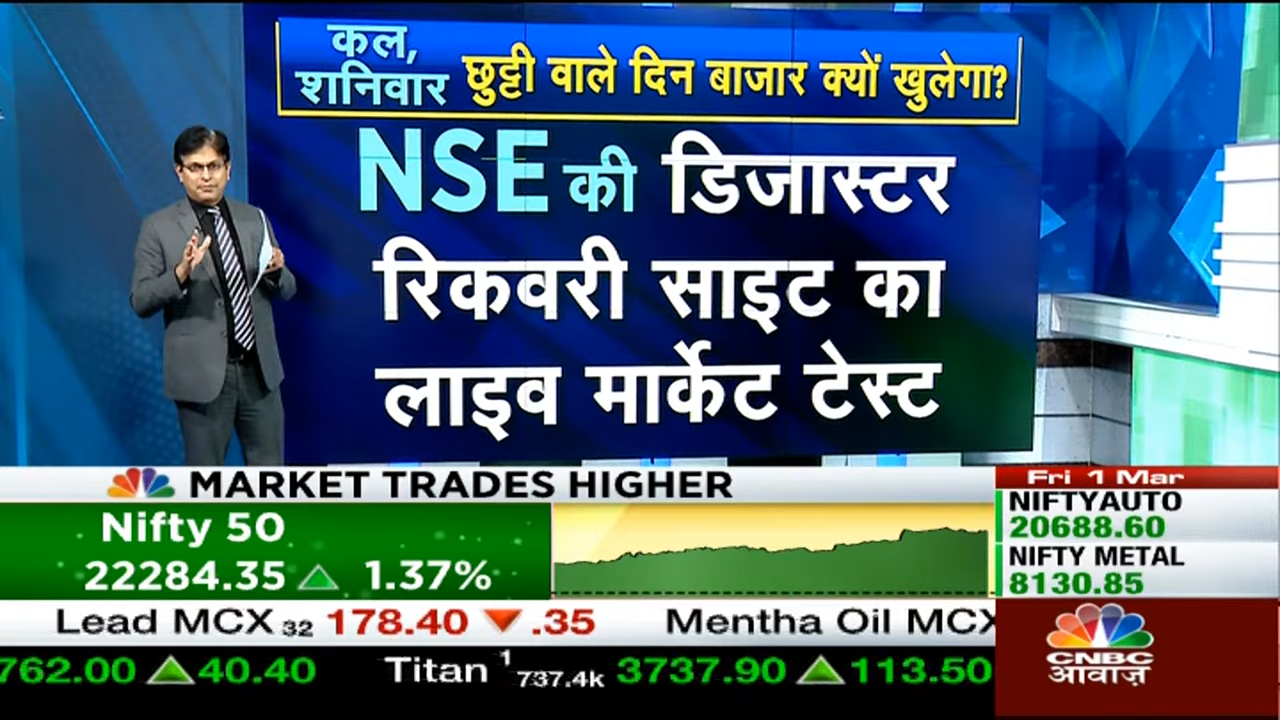 कल,
शनिवार
छुट्टी वाले दिन बाजार क्यों खुलेगा?
NSE की डिजास्टर
रिकवरी साइट का
लाइव मार्केट टेस्ट
MARKET TRADES HIGHER
Fri 1 Mar
Nifty 50
22284.35 ▲ 1.37%
NIFTYAUTO
20688.60
NIFTY METAL
8130.85
Lead MCX 32 178.40 ▼ .35 Mentha Oil MCX
762.00 ▲ 40.40 Titan 1737.4k 3737.90 ▲ 113.50
CNBC
आवाज़